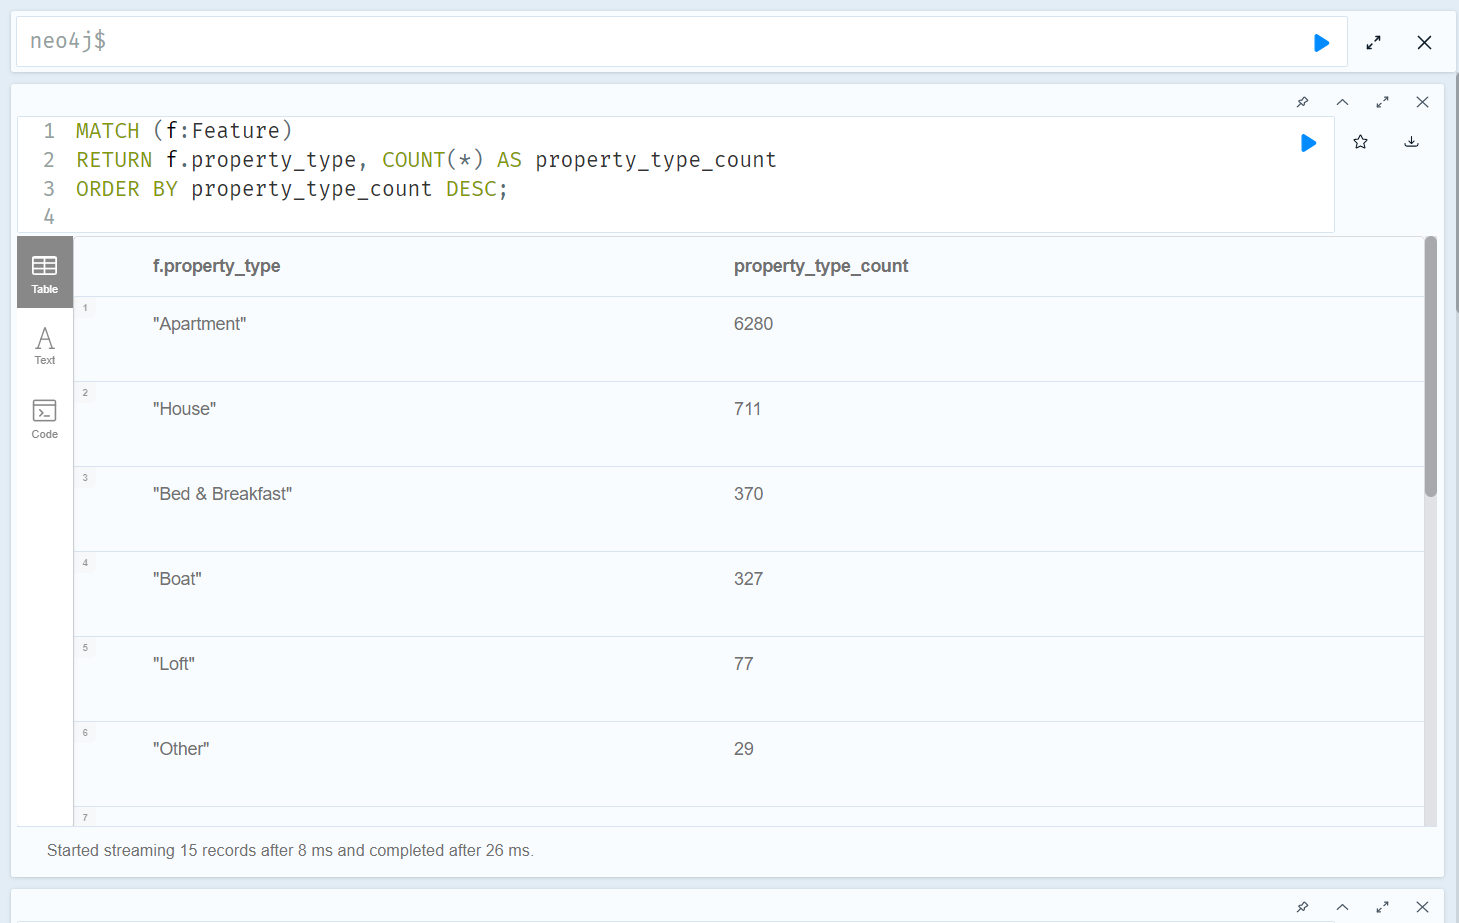 neo4j$
1 MATCH (f:Feature)
2 RETURN f.property_type, COUNT(*) AS property_type_count
3 ORDER BY property_type_count DESC;
4
Table
Text
Code
f.property_type property_type_count
1 "Apartment" 6280
2 "House" 711
3 "Bed & Breakfast" 370
4 "Boat" 327
5 "Loft" 77
6 "Other" 29
7
Started streaming 15 records after 8 ms and completed after 26 ms.